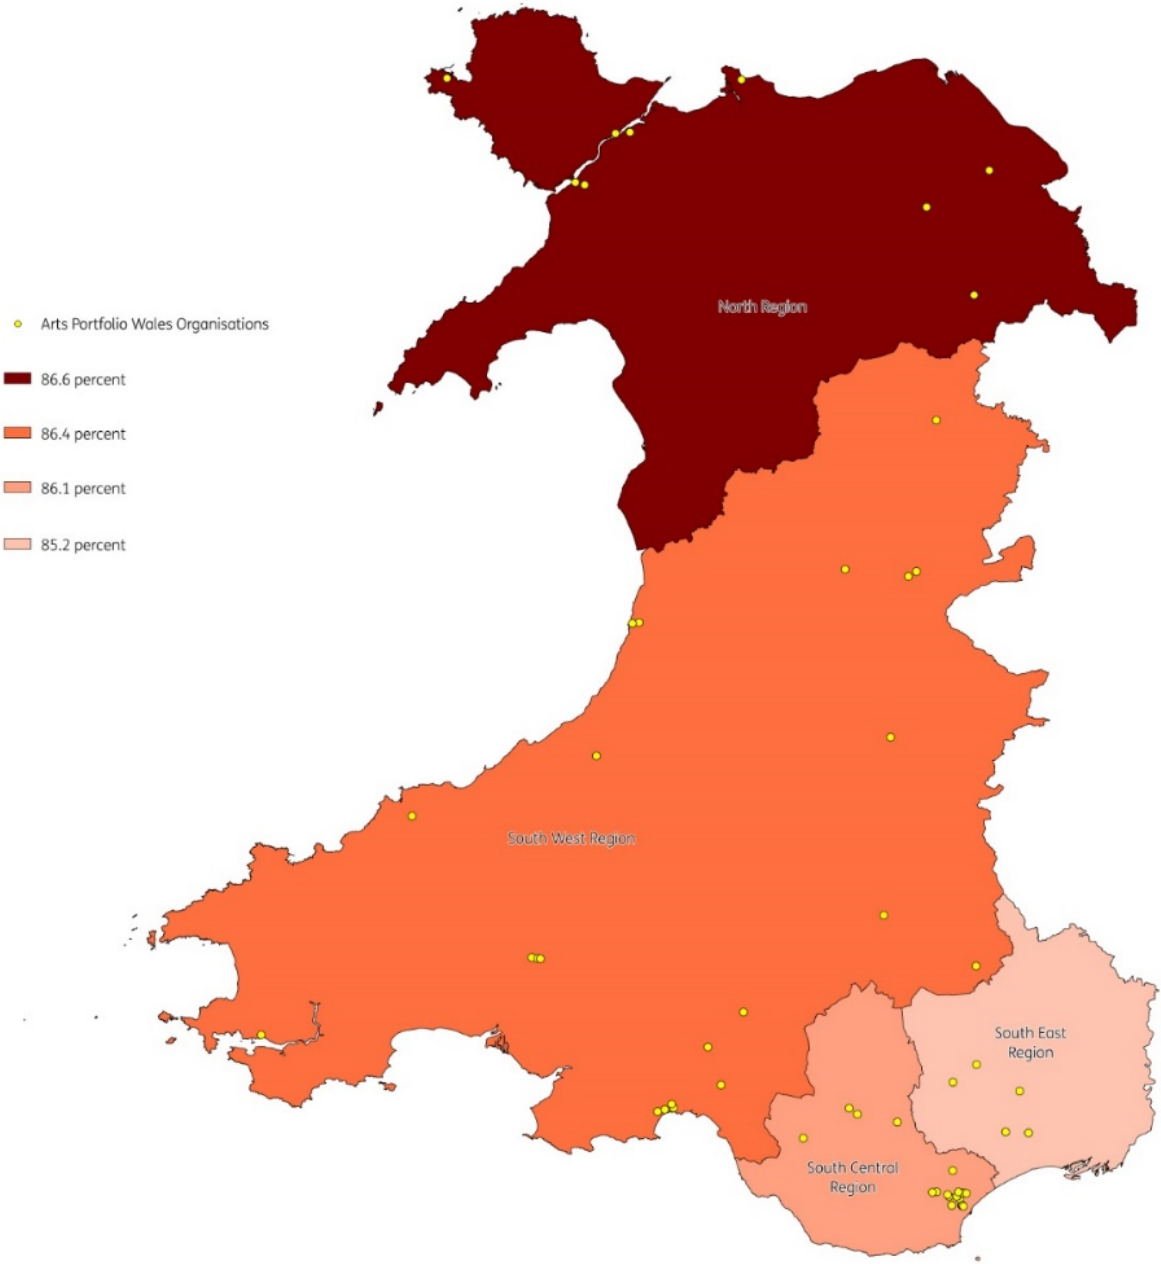 North Region
Arts Portfolio Wales Organisations
86.6 percent
86.4 percent
86.1 percent
85.2 percent
South West Region
South East
Region
South Central
Region